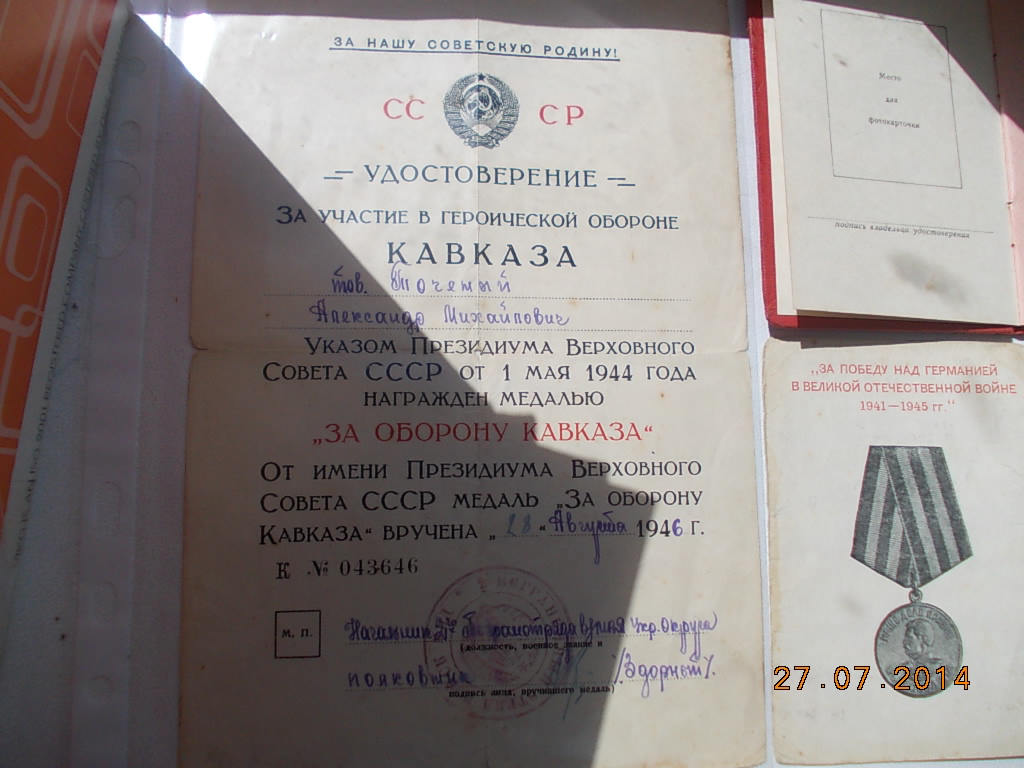 ЗА НАШУ СОВЕТСКУЮ РОДИНУ!
СС СР
УДОСТОВЕРЕНИЕ
ЗА УЧАСТИЕ В ГЕРОИЧЕСКОЙ ОБОРОНЕ
КАВКАЗА
тов.
Александр Михайлович
УКАЗОМ ПРЕЗИДИУМА ВЕРХОВНОГО
СОВЕТА СССР ОТ 1 МАЯ 1944 ГОДА
НАГРАЖДЕН МЕДАЛЬЮ
„ЗА ОБОРОНУ КАВКАЗА“
ОТ ИМЕНИ ПРЕЗИДИУМА ВЕРХОВНОГО
СОВЕТА СССР МЕДАЛЬ „ЗА ОБОРОНУ
КАВКАЗА“ ВРУЧЕНА „28“ Августа 1946 г.
К № 043646
М. П.
Начальник Округа
(должность, военное звание и
полковник
подпись лица, вручившего медаль)
Место
для
фотокарточки
подпись владельца удостоверения
„ЗА ПОБЕДУ НАД ГЕРМАНИЕЙ
В ВЕЛИКОЙ ОТЕЧЕСТВЕННОЙ ВОЙНЕ
1941—1945 гг.“
27.07.2014